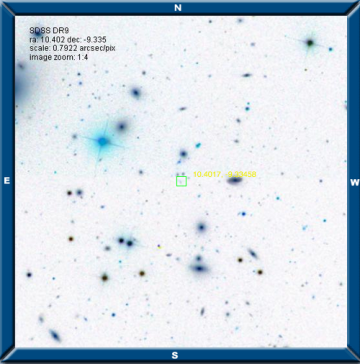 N
SDSS DR9
ra: 10.402 dec: -9.335
scale: 0.7922 arcsec/pix
image zoom: 1:4
E
W
S